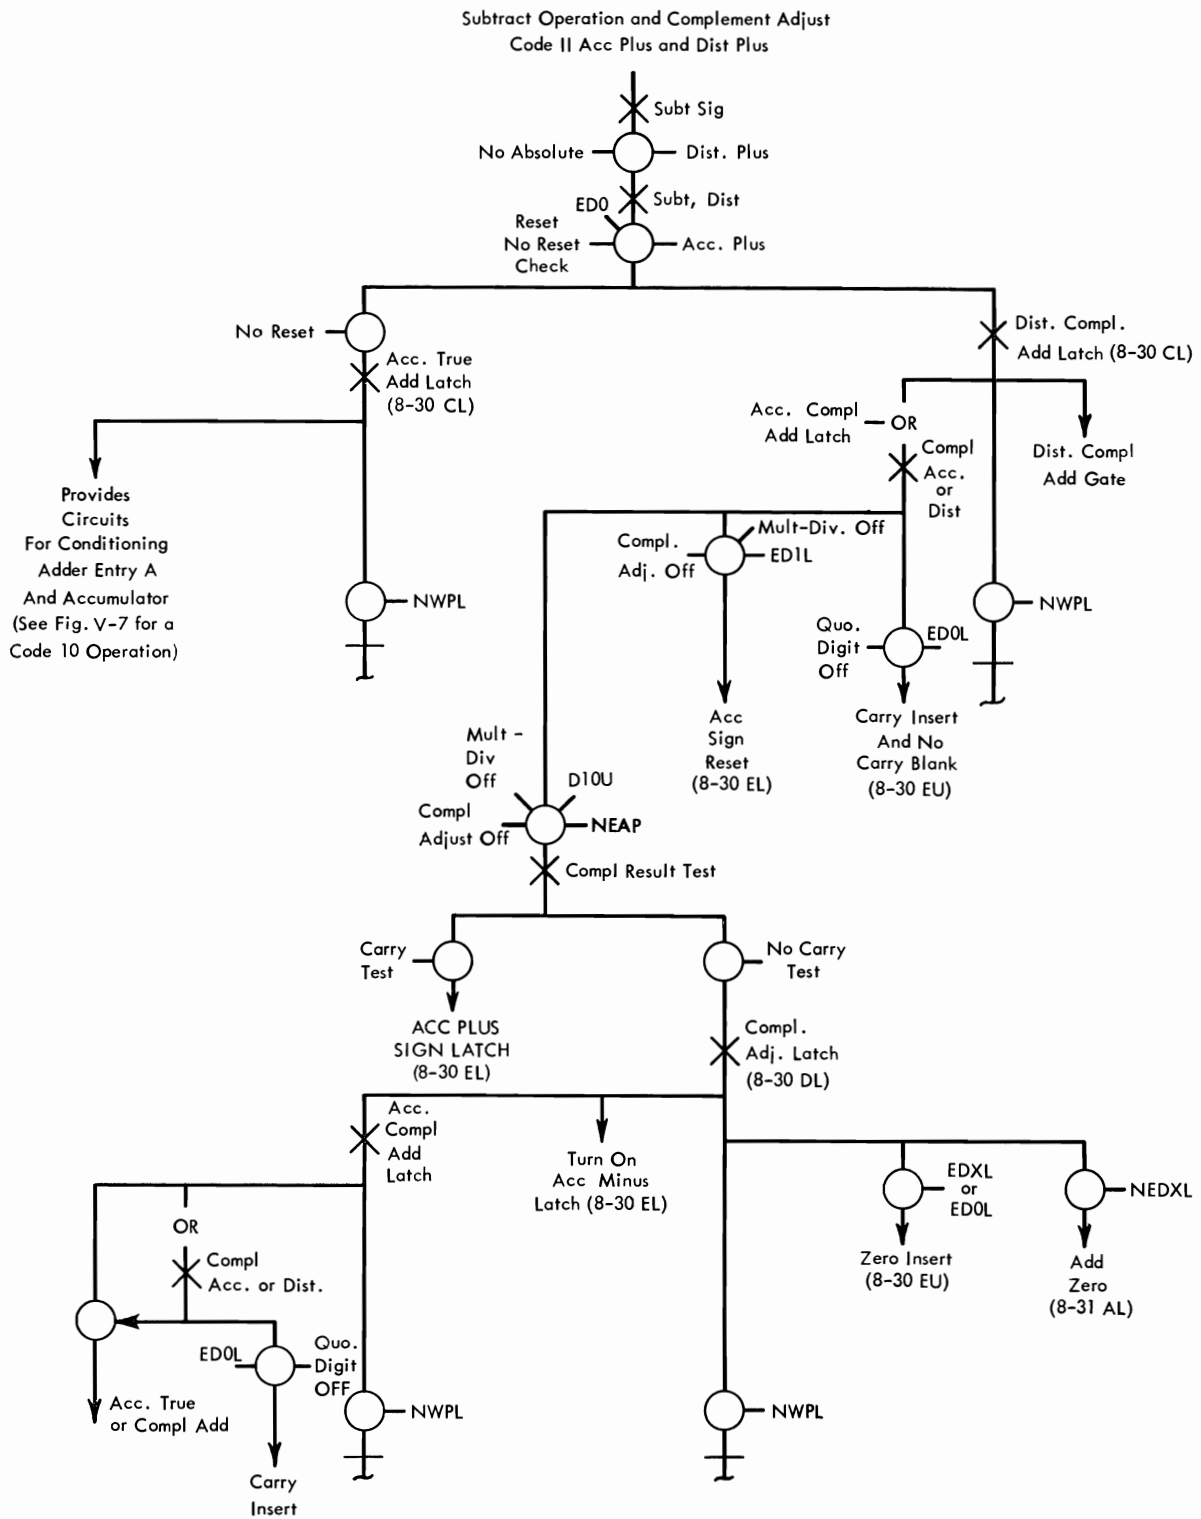 Subtract Operation and Complement Adjust
Code II Acc Plus and Dist Plus
Subt Sig
No Absolute
Dist. Plus
Subt, Dist
ED0
Reset
No Reset
Check
Acc. Plus
No Reset
Acc. True
Add Latch
(8-30 CL)
Dist. Compl.
Add Latch (8-30 CL)
Acc. Compl
Add Latch
OR
Compl
Acc.
or
Dist
Dist. Compl
Add Gate
Provides
Circuits
For Conditioning
Adder Entry A
And Accumulator
(See Fig. V-7 for a
Code 10 Operation)
NWPL
Compl.
Adj. Off
Mult-Div. Off
ED1L
Quo.
Digit
Off
ED0L
NWPL
Acc
Sign
Reset
(8-30 EL)
Carry Insert
And No
Carry Blank
(8-30 EU)
Mult -
Div
Off
D10U
Compl
Adjust Off
NEAP
Compl Result Test
Carry
Test
No Carry
Test
ACC PLUS
SIGN LATCH
(8-30 EL)
Compl.
Adj. Latch
(8-30 DL)
Acc.
Compl
Add
Latch
Turn On
Acc Minus
Latch (8-30 EL)
EDXL
or
ED0L
NEDXL
OR
Compl
Acc. or Dist.
Zero Insert
(8-30 EU)
Add
Zero
(8-31 AL)
ED0L
Quo.
Digit
OFF
Acc. True
or Compl Add
NWPL
NWPL
Carry
Insert